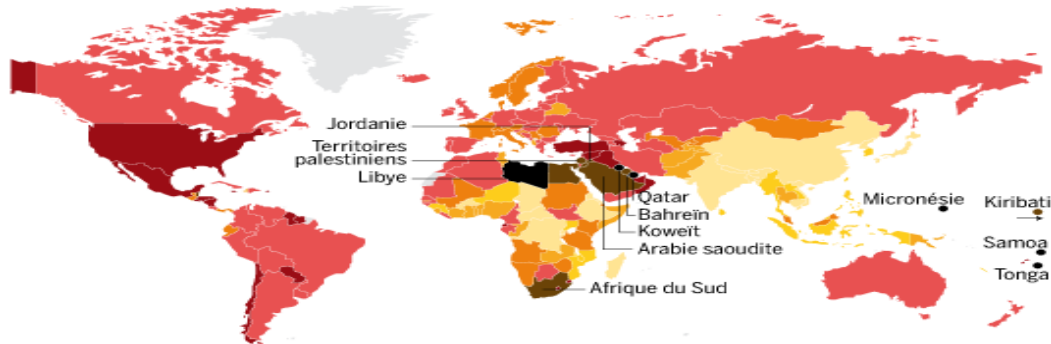 Jordanie
Territoires
palestiniens
Libye
Qatar
Bahreïn
Koweït
Arabie saoudite
Afrique du Sud
Micronésie
Kiribati
Samoa
Tonga